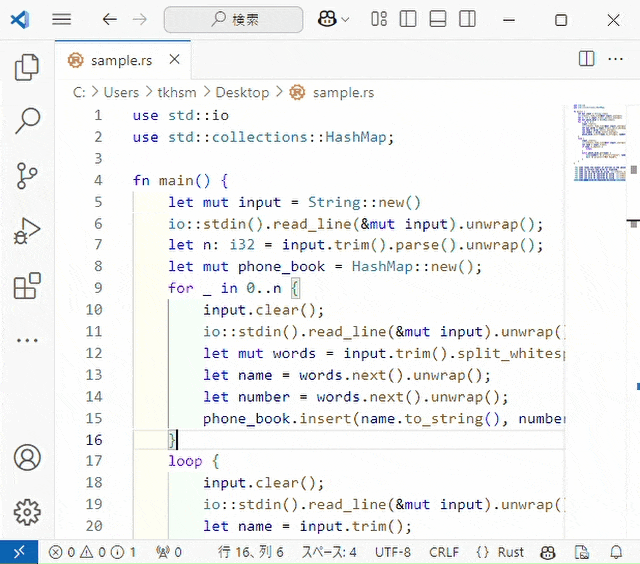 検索
sample.rs
C: > Users > tkhsm > Desktop > sample.rs
1 use std::io
2 use std::collections::HashMap;
3
4 fn main() {
5 let mut input = String::new()
6 io::stdin().read_line(&mut input).unwrap();
7 let n: i32 = input.trim().parse().unwrap();
8 let mut phone_book = HashMap::new();
9 for _ in 0..n {
10 input.clear();
11 io::stdin().read_line(&mut input).unwrap()
12 let mut words = input.trim().split_whitesp
13 let name = words.next().unwrap();
14 let number = words.next().unwrap();
15 phone_book.insert(name.to_string(), number
16 }
17 loop {
18 input.clear();
19 io::stdin().read_line(&mut input).unwrap()
20 let name = input.trim();
0 0 1 0 行 16、列 6 スペース: 4 UTF-8 CRLF {} Rust